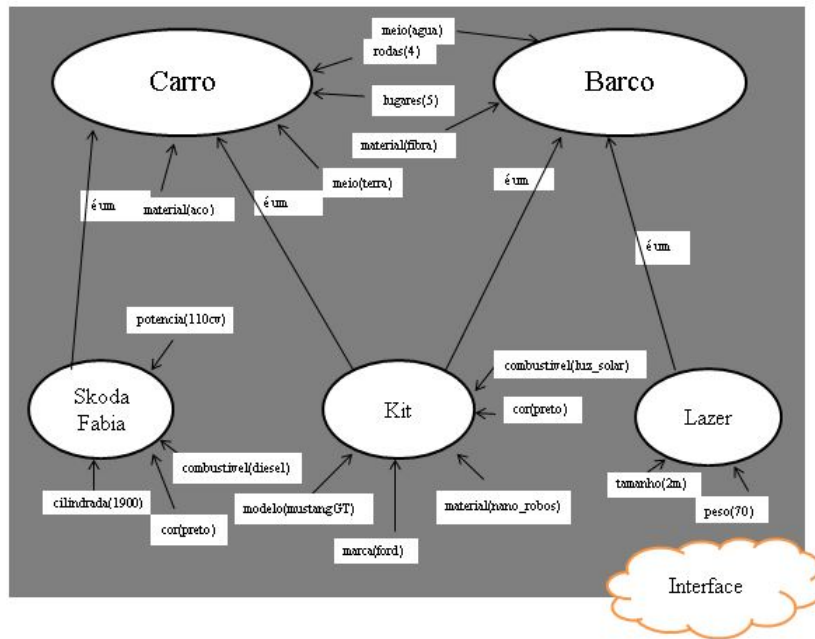 meio(agua)
rodas(4)
Carro
Barco
lugares(5)
material(fibra)
meio(terra)
é um
é um
material(aco)
é um
é um
potencia(110cv)
combustivel(luz_solar)
Skoda
Fabia
Kit
cor(preto)
Lazer
combustivel(diesel)
tamanho(2m)
cilindrada(1900)
modelo(mustangGT)
material(nano_robos)
peso(70)
cor(preto)
marca(ford)
Interface